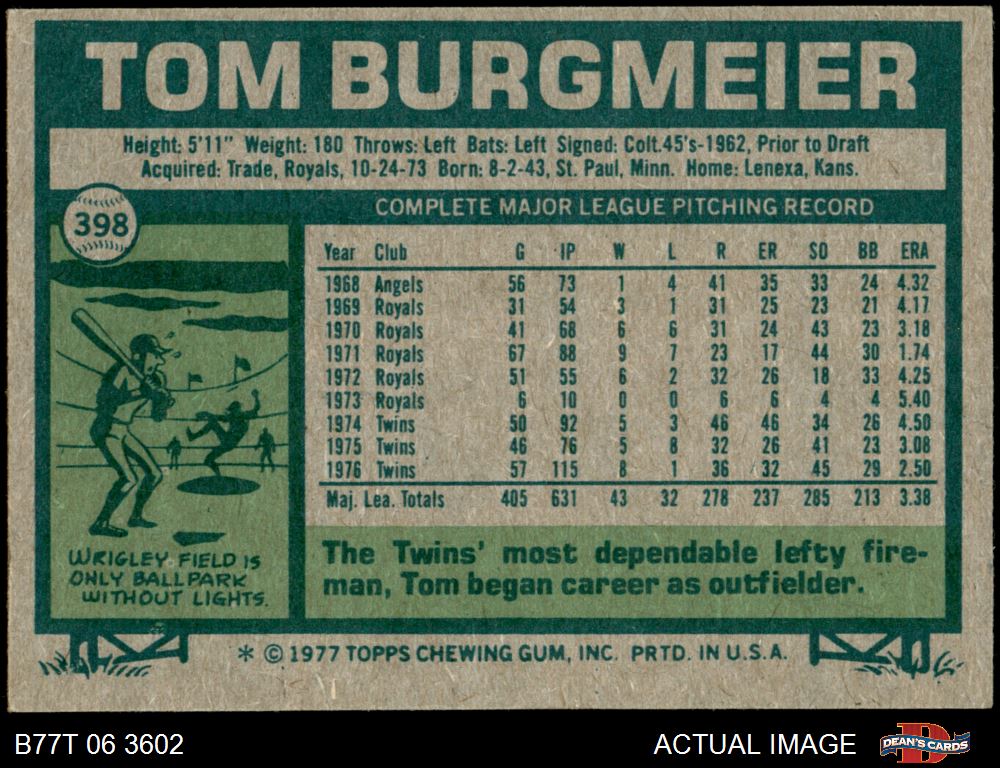 TOM BURGMEIER
Height: 5'11" Weight: 180 Throws: Left Bats: Left Signed: Colt.45's-1962, Prior to Draft
Acquired: Trade, Royals, 10-24-73 Born: 8-2-43, St. Paul, Minn. Home: Lenexa, Kans.
398
COMPLETE MAJOR LEAGUE PITCHING RECORD
Year Club G IP W L R ER SO BB ERA
1968 Angels 56 73 1 4 41 35 33 24 4.32
1969 Royals 31 54 3 1 31 25 23 21 4.17
1970 Royals 41 68 6 6 31 24 43 23 3.18
1971 Royals 67 88 9 7 23 17 44 30 1.74
1972 Royals 51 55 6 2 32 26 18 33 4.25
1973 Royals 6 10 0 0 6 6 4 4 5.40
1974 Twins 50 92 5 3 46 46 34 26 4.50
1975 Twins 46 76 5 8 32 26 41 23 3.08
1976 Twins 57 115 8 1 36 32 45 29 2.50
Maj. Lea. Totals 405 631 43 32 278 237 285 213 3.38
WRIGLEY FIELD IS
ONLY BALLPARK
WITHOUT LIGHTS.
The Twins' most dependable lefty fire-
man, Tom began career as outfielder.
* © 1977 TOPPS CHEWING GUM, INC. PRTD. IN U.S.A.
B77T 06 3602
ACTUAL IMAGE
DEAN'S CARDS